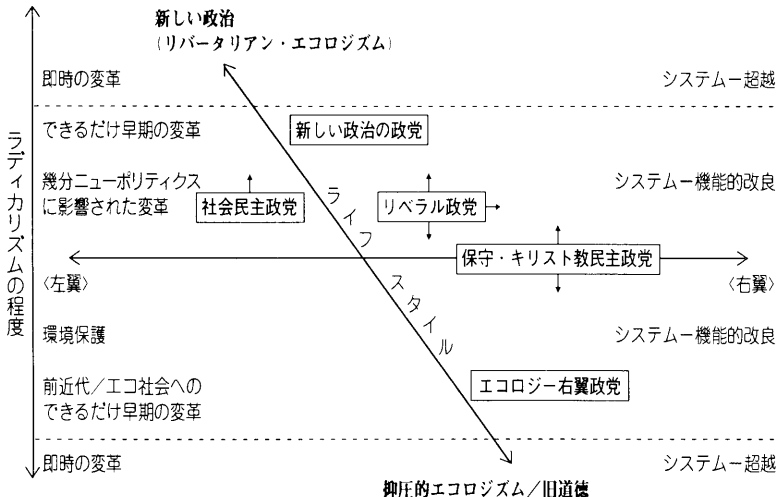 新しい政治
(リバータリアン・エコロジズム)
即時の変革
システムー超越
できるだけ早期の変革
新しい政治の政党
幾分ニューポリティクス
に影響された変革
システムー機能的改良
社会民主政党
リベラル政党
ラディカリズムの程度
ライフ
スタイル
保守・キリスト教民主政党
〈左翼〉
〈右翼〉
環境保護
システムー機能的改良
前近代/エコ社会への
できるだけ早期の変革
エコロジー右翼政党
即時の変革
システムー超越
抑圧的エコロジズム/旧道徳